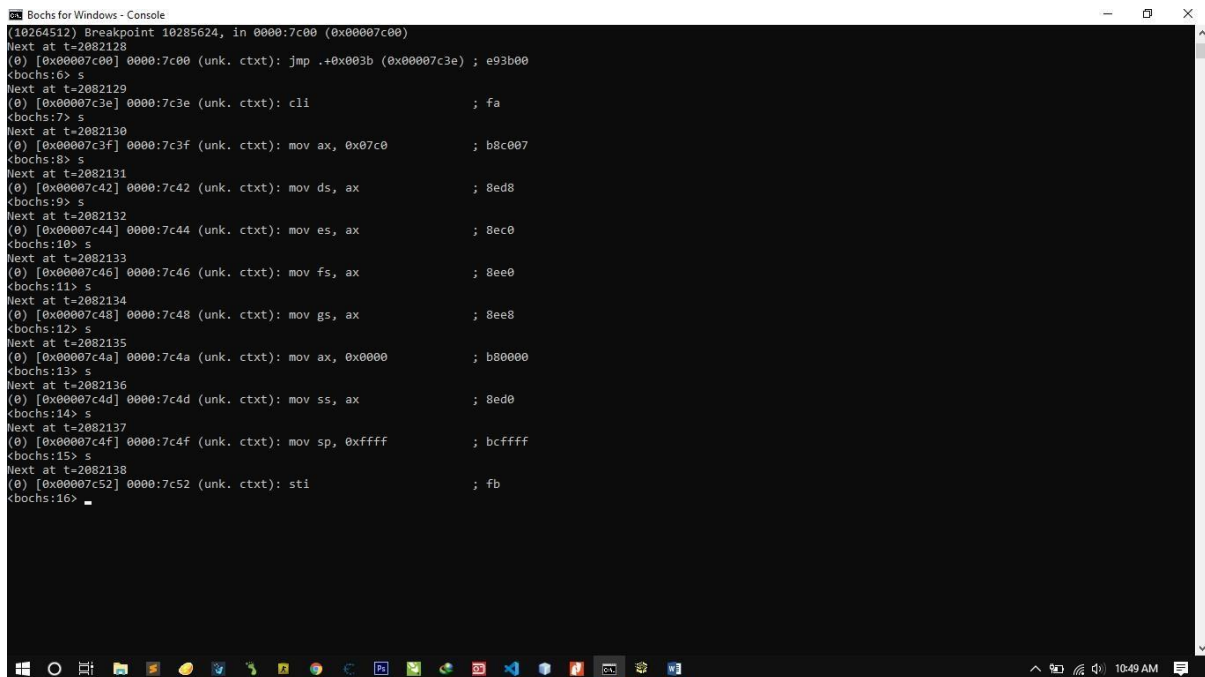 Bochs for Windows - Console
(10264512) Breakpoint 10285624, in 0000:7c00 (0x00007c00)
Next at t=2082128
(0) [0x00007c00] 0000:7c00 (unk. ctxt): jmp .+0x003b (0x00007c3e) ; e93b00
<bochs:6> s
Next at t=2082129
(0) [0x00007c3e] 0000:7c3e (unk. ctxt): cli ; fa
<bochs:7> s
Next at t=2082130
(0) [0x00007c3f] 0000:7c3f (unk. ctxt): mov ax, 0x07c0 ; b8c007
<bochs:8> s
Next at t=2082131
(0) [0x00007c42] 0000:7c42 (unk. ctxt): mov ds, ax ; 8ed8
<bochs:9> s
Next at t=2082132
(0) [0x00007c44] 0000:7c44 (unk. ctxt): mov es, ax ; 8ec0
<bochs:10> s
Next at t=2082133
(0) [0x00007c46] 0000:7c46 (unk. ctxt): mov fs, ax ; 8ee0
<bochs:11> s
Next at t=2082134
(0) [0x00007c48] 0000:7c48 (unk. ctxt): mov gs, ax ; 8ee8
<bochs:12> s
Next at t=2082135
(0) [0x00007c4a] 0000:7c4a (unk. ctxt): mov ax, 0x0000 ; b80000
<bochs:13> s
Next at t=2082136
(0) [0x00007c4d] 0000:7c4d (unk. ctxt): mov ss, ax ; 8ed0
<bochs:14> s
Next at t=2082137
(0) [0x00007c4f] 0000:7c4f (unk. ctxt): mov sp, 0xffff ; bcffff
<bochs:15> s
Next at t=2082138
(0) [0x00007c52] 0000:7c52 (unk. ctxt): sti ; fb
<bochs:16>
Ps
10:49 AM